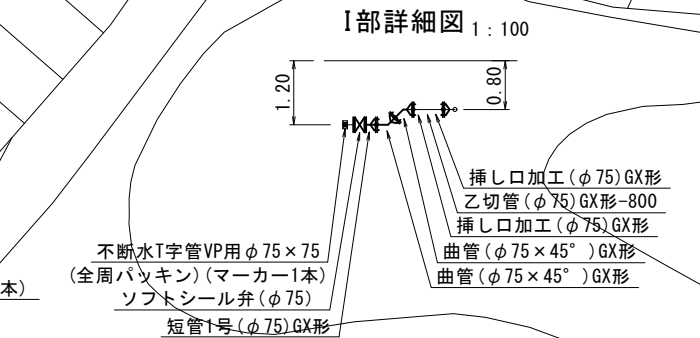 I部詳細図 1:100
1.20
0.80
挿し口加工(φ75)GX形
乙切管(φ75)GX形-800
挿し口加工(φ75)GX形
曲管(φ75×45°)GX形
曲管(φ75×45°)GX形
不断水T字管VP用φ75×75
(全周パッキン)(マーカー1本)
ソフトシール弁(φ75)
短管1号(φ75)GX形
本)